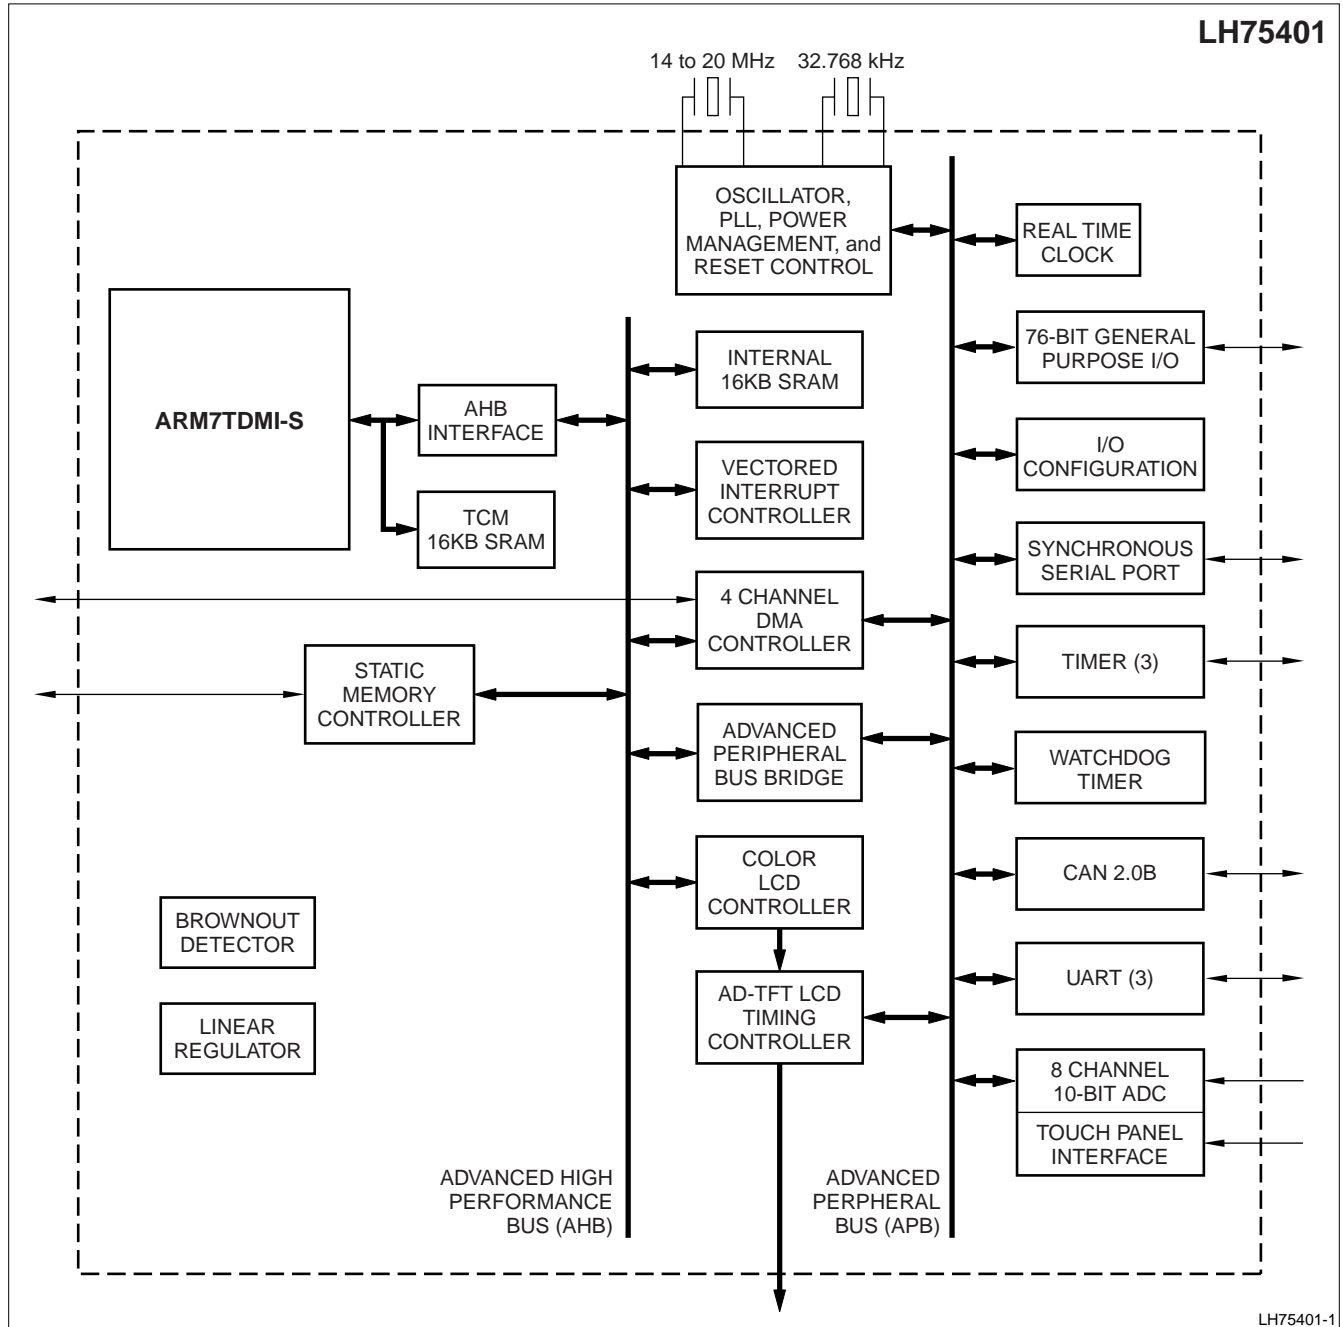 LH75401
14 to 20 MHz
32.768 kHz
OSCILLATOR,
PLL, POWER
MANAGEMENT, and
RESET CONTROL
REAL TIME
CLOCK
76-BIT GENERAL
PURPOSE I/O
INTERNAL
16KB SRAM
ARM7TDMI-S
AHB
INTERFACE
I/O
CONFIGURATION
VECTORED
INTERRUPT
CONTROLLER
TCM
16KB SRAM
SYNCHRONOUS
SERIAL PORT
4 CHANNEL
DMA
CONTROLLER
STATIC
MEMORY
CONTROLLER
TIMER (3)
ADVANCED
PERIPHERAL
BUS BRIDGE
WATCHDOG
TIMER
COLOR
LCD
CONTROLLER
CAN 2.0B
BROWNOUT
DETECTOR
UART (3)
AD-TFT LCD
TIMING
CONTROLLER
LINEAR
REGULATOR
8 CHANNEL
10-BIT ADC
TOUCH PANEL
INTERFACE
ADVANCED HIGH
PERFORMANCE
BUS (AHB)
ADVANCED
PERPHERAL
BUS (APB)
LH75401-1